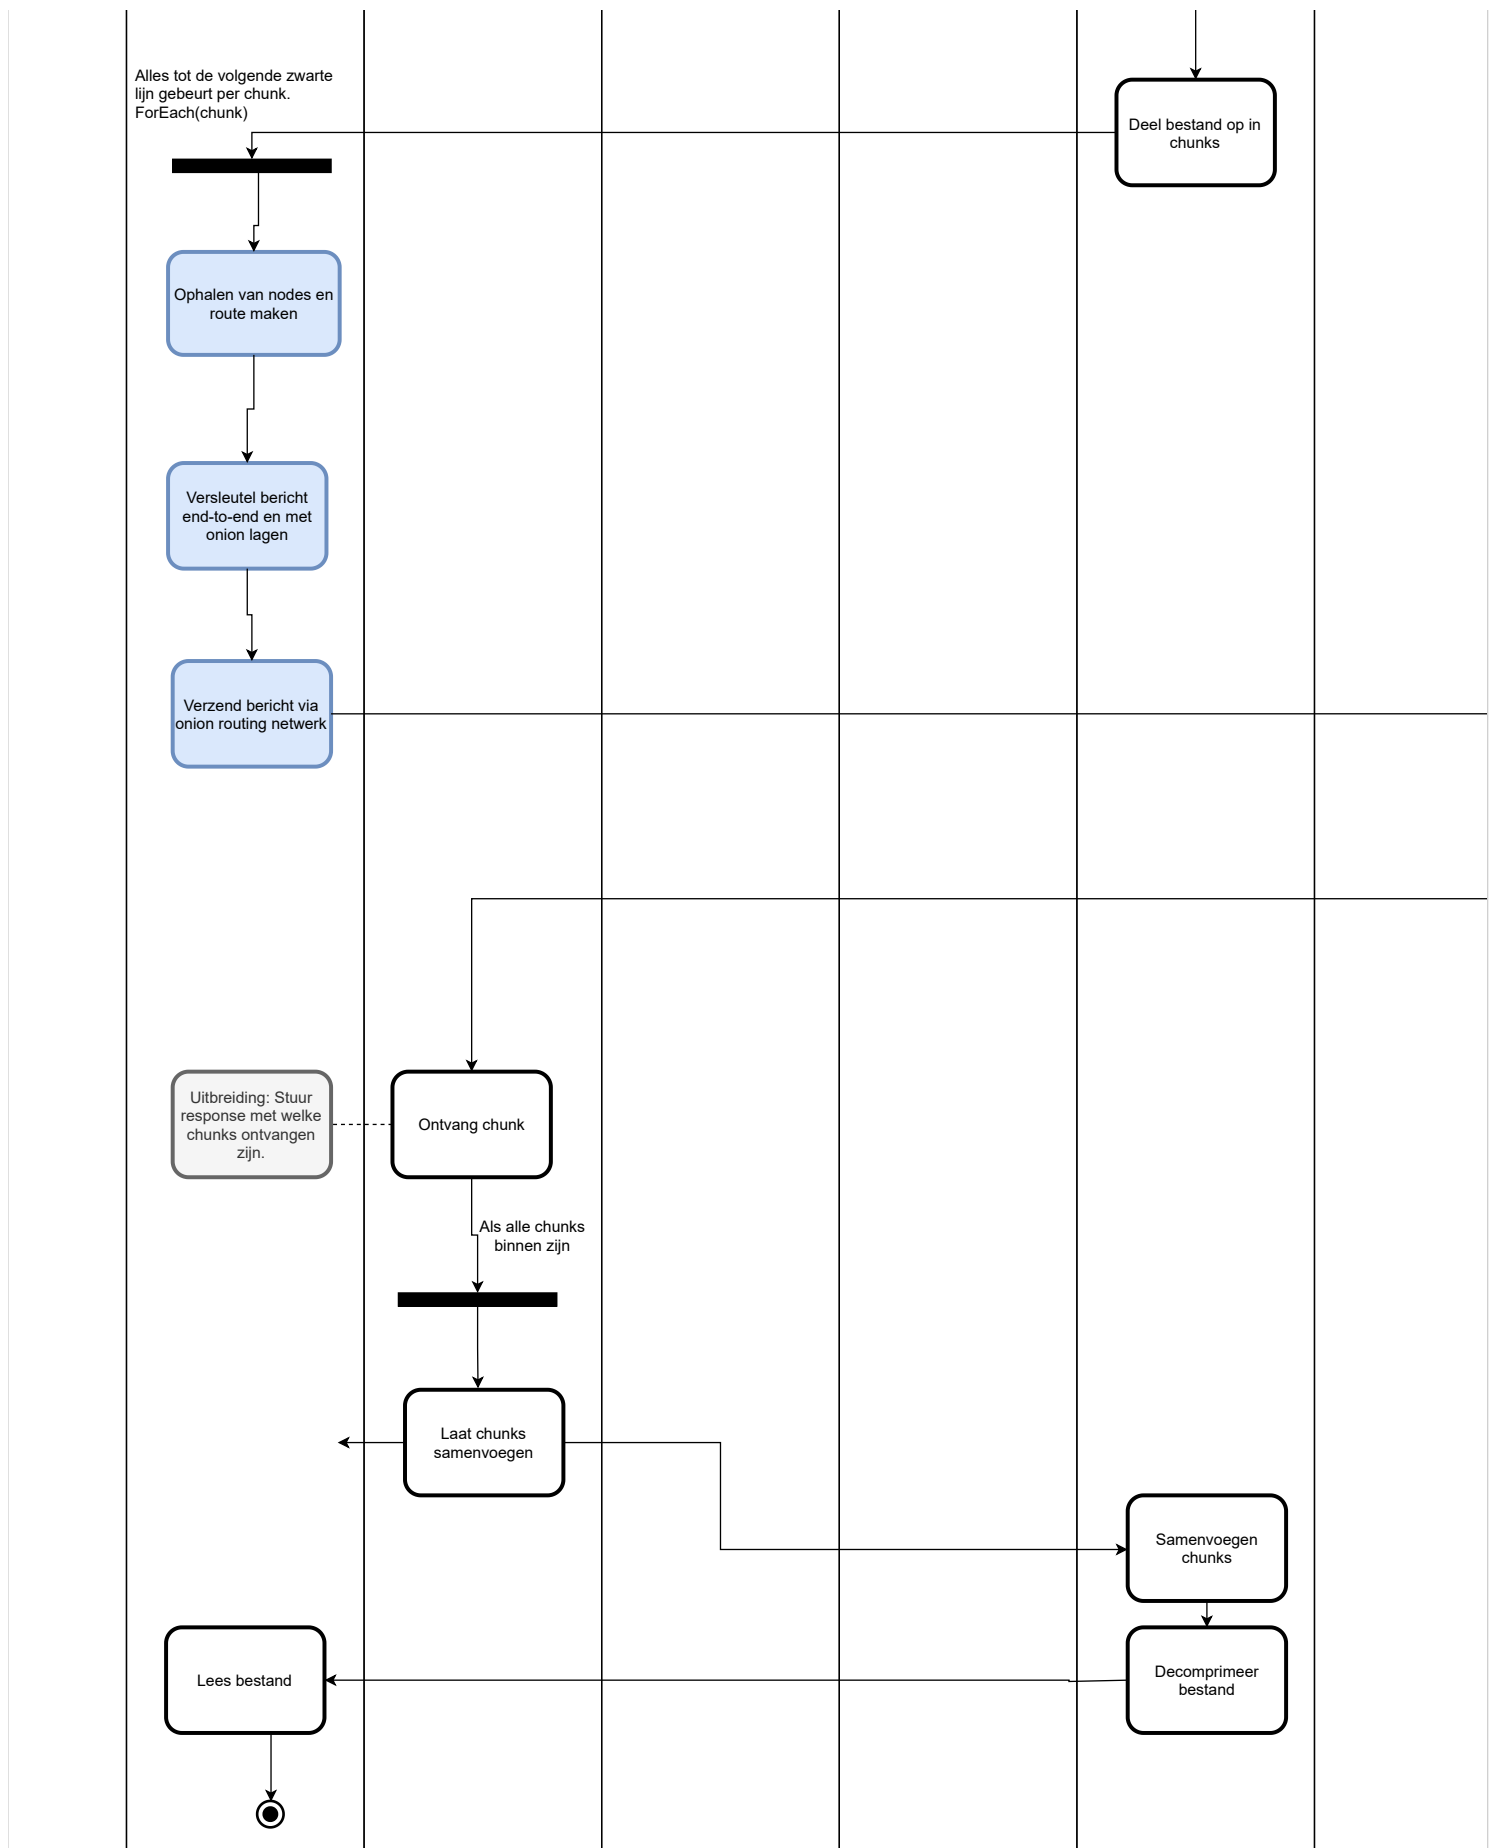 Alles tot de volgende zwarte
lijn gebeurt per chunk.
ForEach(chunk)
Deel bestand op in
chunks
Ophalen van nodes en
route maken
Versleutel bericht
end-to-end en met
onion lagen
Verzend bericht via
onion routing netwerk
Uitbreiding: Stuur
response met welke
chunks ontvangen
zijn.
Ontvang chunk
Als alle chunks
binnen zijn
Laat chunks
samenvoegen
Samenvoegen
chunks
Decomprimeer
bestand
Lees bestand